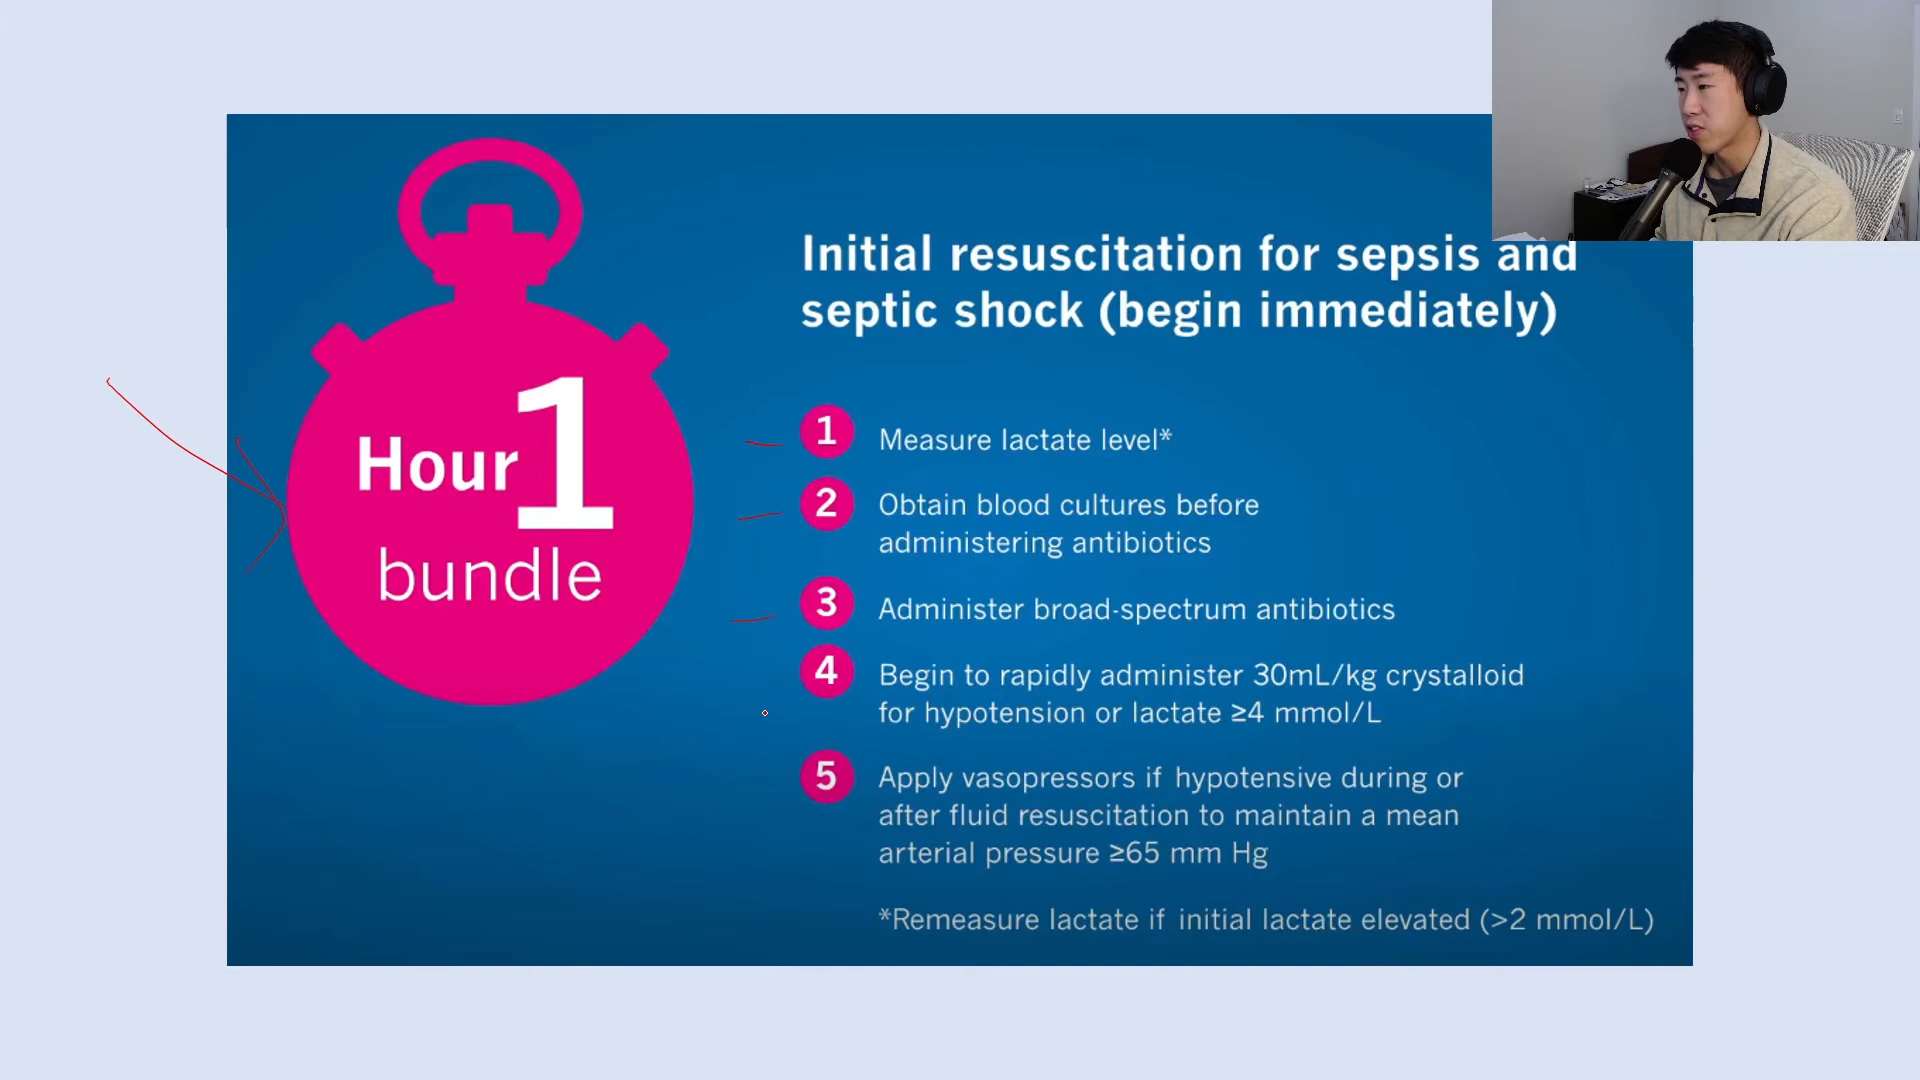 Initial resuscitation for sepsis and
septic shock (begin immediately)
Hour 1
bundle
1 Measure lactate level*
2 Obtain blood cultures before
administering antibiotics
3 Administer broad-spectrum antibiotics
4 Begin to rapidly administer 30mL/kg crystalloid
for hypotension or lactate ≥4 mmol/L
5 Apply vasopressors if hypotensive during or
after fluid resuscitation to maintain a mean
arterial pressure ≥65 mm Hg
*Remeasure lactate if initial lactate elevated (>2 mmol/L)